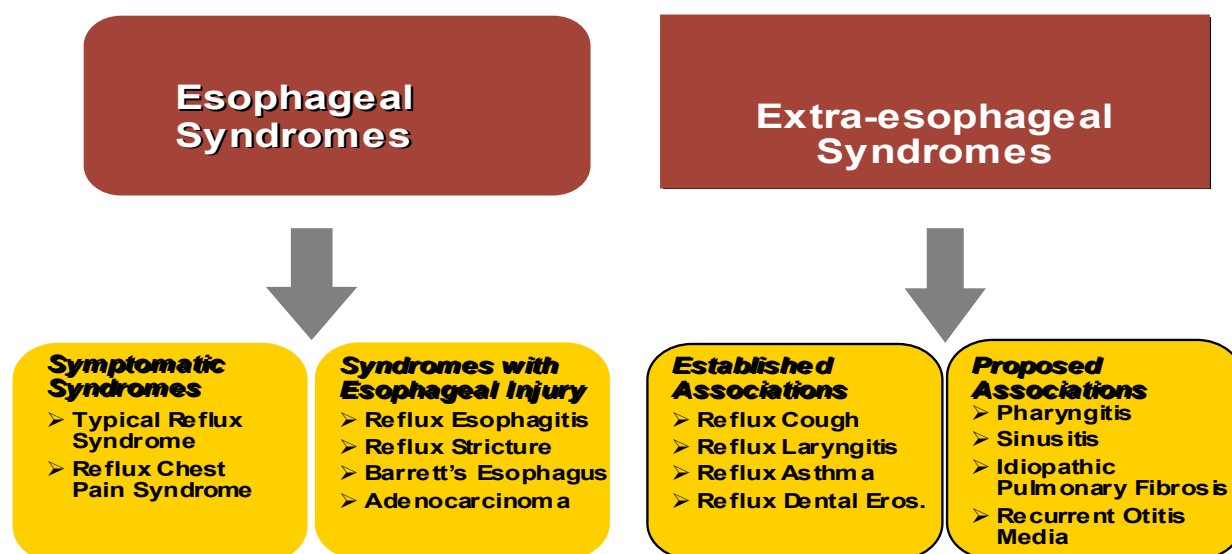 Esophageal
Syndromes
Extra-esophageal
Syndromes
Symptomatic
Syndromes
➢ Typical Reflux
Syndrome
➢ Reflux Chest
Pain Syndrome
Syndromes with
Esophageal Injury
➢ Reflux Esophagitis
➢ Reflux Stricture
➢ Barrett's Esophagus
➢ Adenocarcinoma
Established
Associations
➢ Reflux Cough
➢ Reflux Laryngitis
➢ Reflux Asthma
➢ Reflux Dental Eros.
Proposed
Associations
➢ Pharyngitis
➢ Sinusitis
➢ Idiopathic
Pulmonary Fibrosis
➢ Recurrent Otitis
Media